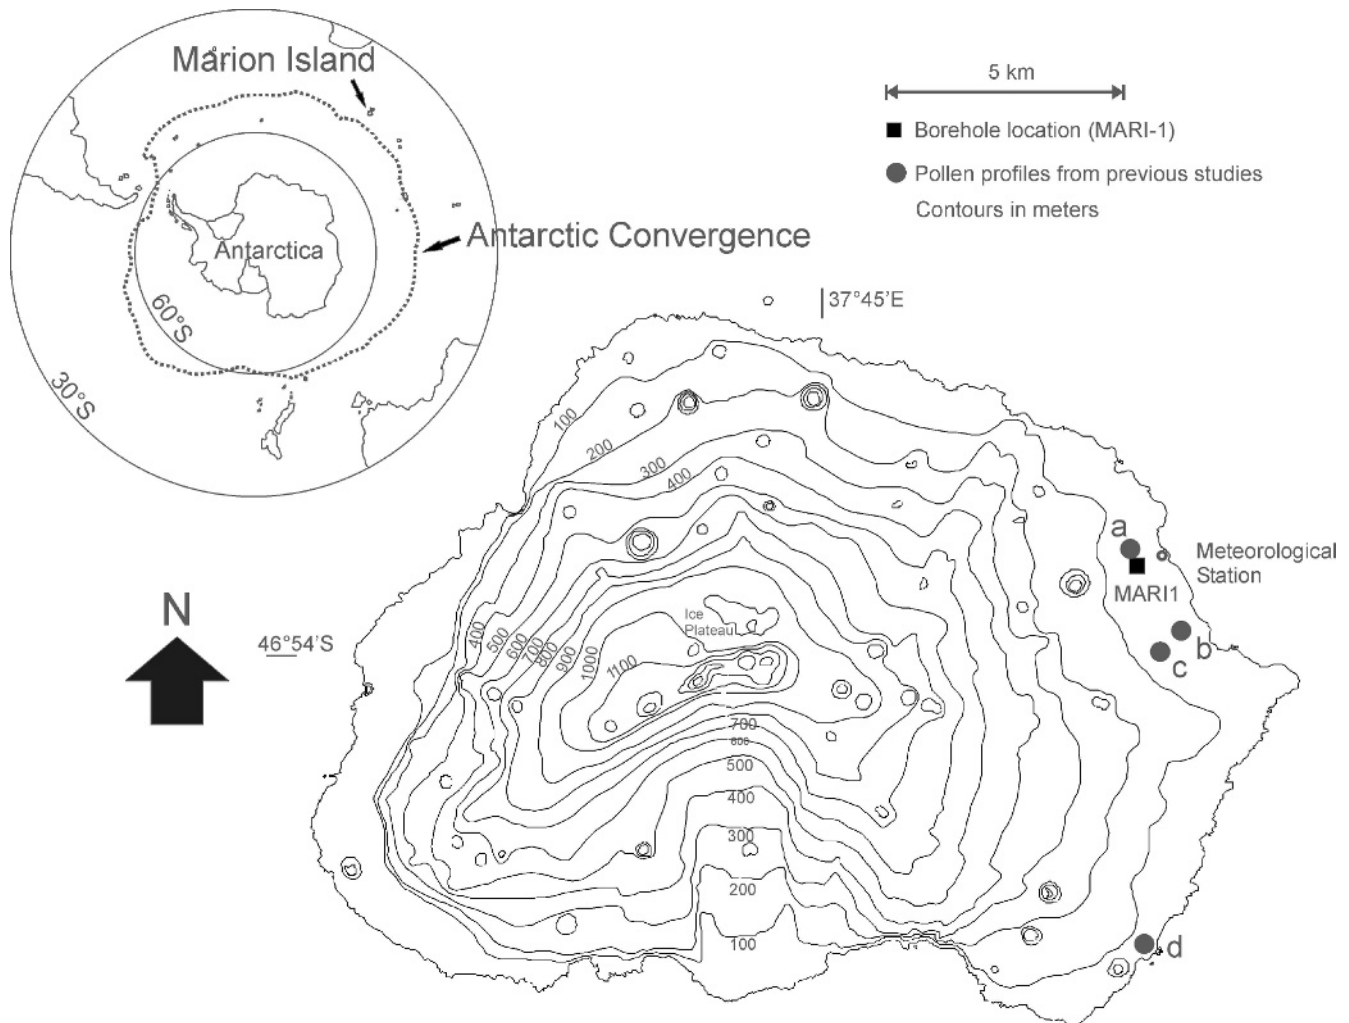 Marion Island
Antarctic Convergence
Antarctica
60°S
30°S
5 km
Borehole location (MARI-1)
Pollen profiles from previous studies
Contours in meters
37°45'E
100
200
300
400
a
Meteorological
Station
MARI1
b
c
N
46°54'S
Ice
Plateau
400
500
600
700
800
900
1000
1100
700
600
500
400
300
200
100
d